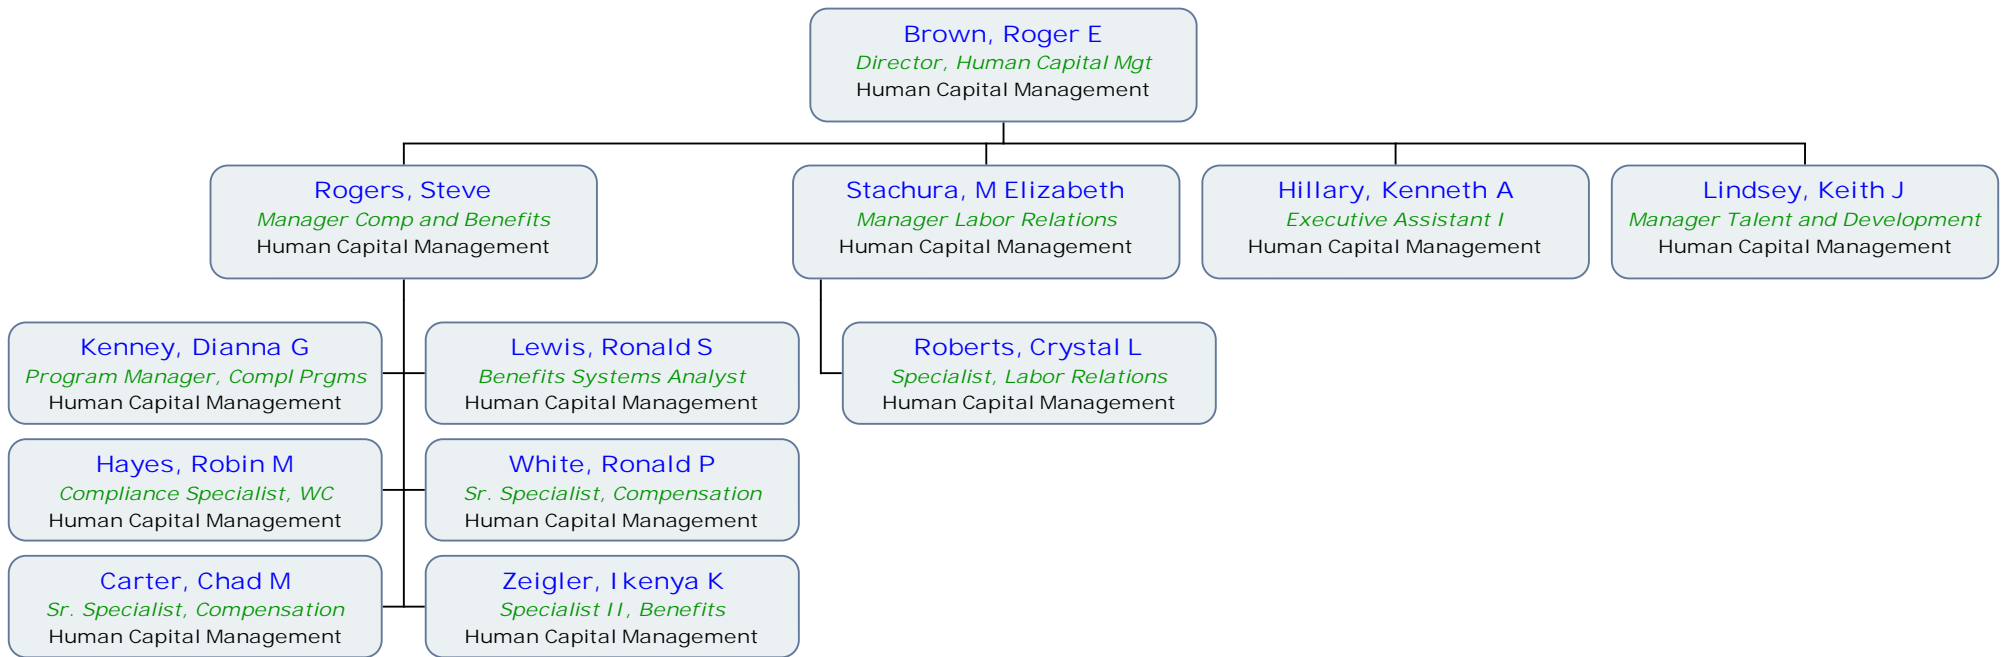 Brown, Roger E
Director, Human Capital Mgt
Human Capital Management
Rogers, Steve
Manager Comp and Benefits
Human Capital Management
Stachura, M Elizabeth
Manager Labor Relations
Human Capital Management
Hillary, Kenneth A
Executive Assistant I
Human Capital Management
Lindsey, Keith J
Manager Talent and Development
Human Capital Management
Kenney, Dianna G
Program Manager, Compl Prgms
Human Capital Management
Lewis, Ronald S
Benefits Systems Analyst
Human Capital Management
Roberts, Crystal L
Specialist, Labor Relations
Human Capital Management
Hayes, Robin M
Compliance Specialist, WC
Human Capital Management
White, Ronald P
Sr. Specialist, Compensation
Human Capital Management
Carter, Chad M
Sr. Specialist, Compensation
Human Capital Management
Zeigler, Ikenya K
Specialist II, Benefits
Human Capital Management